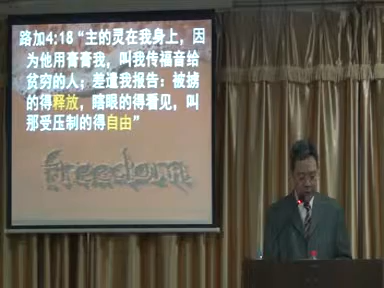 路加4:18 “主的灵在我身上，因
为他用膏膏我，叫我传福音给
贫穷的人；差遣我报告：被掳
的得释放，瞎眼的得看见，叫
那受压制的得自由”
freedom